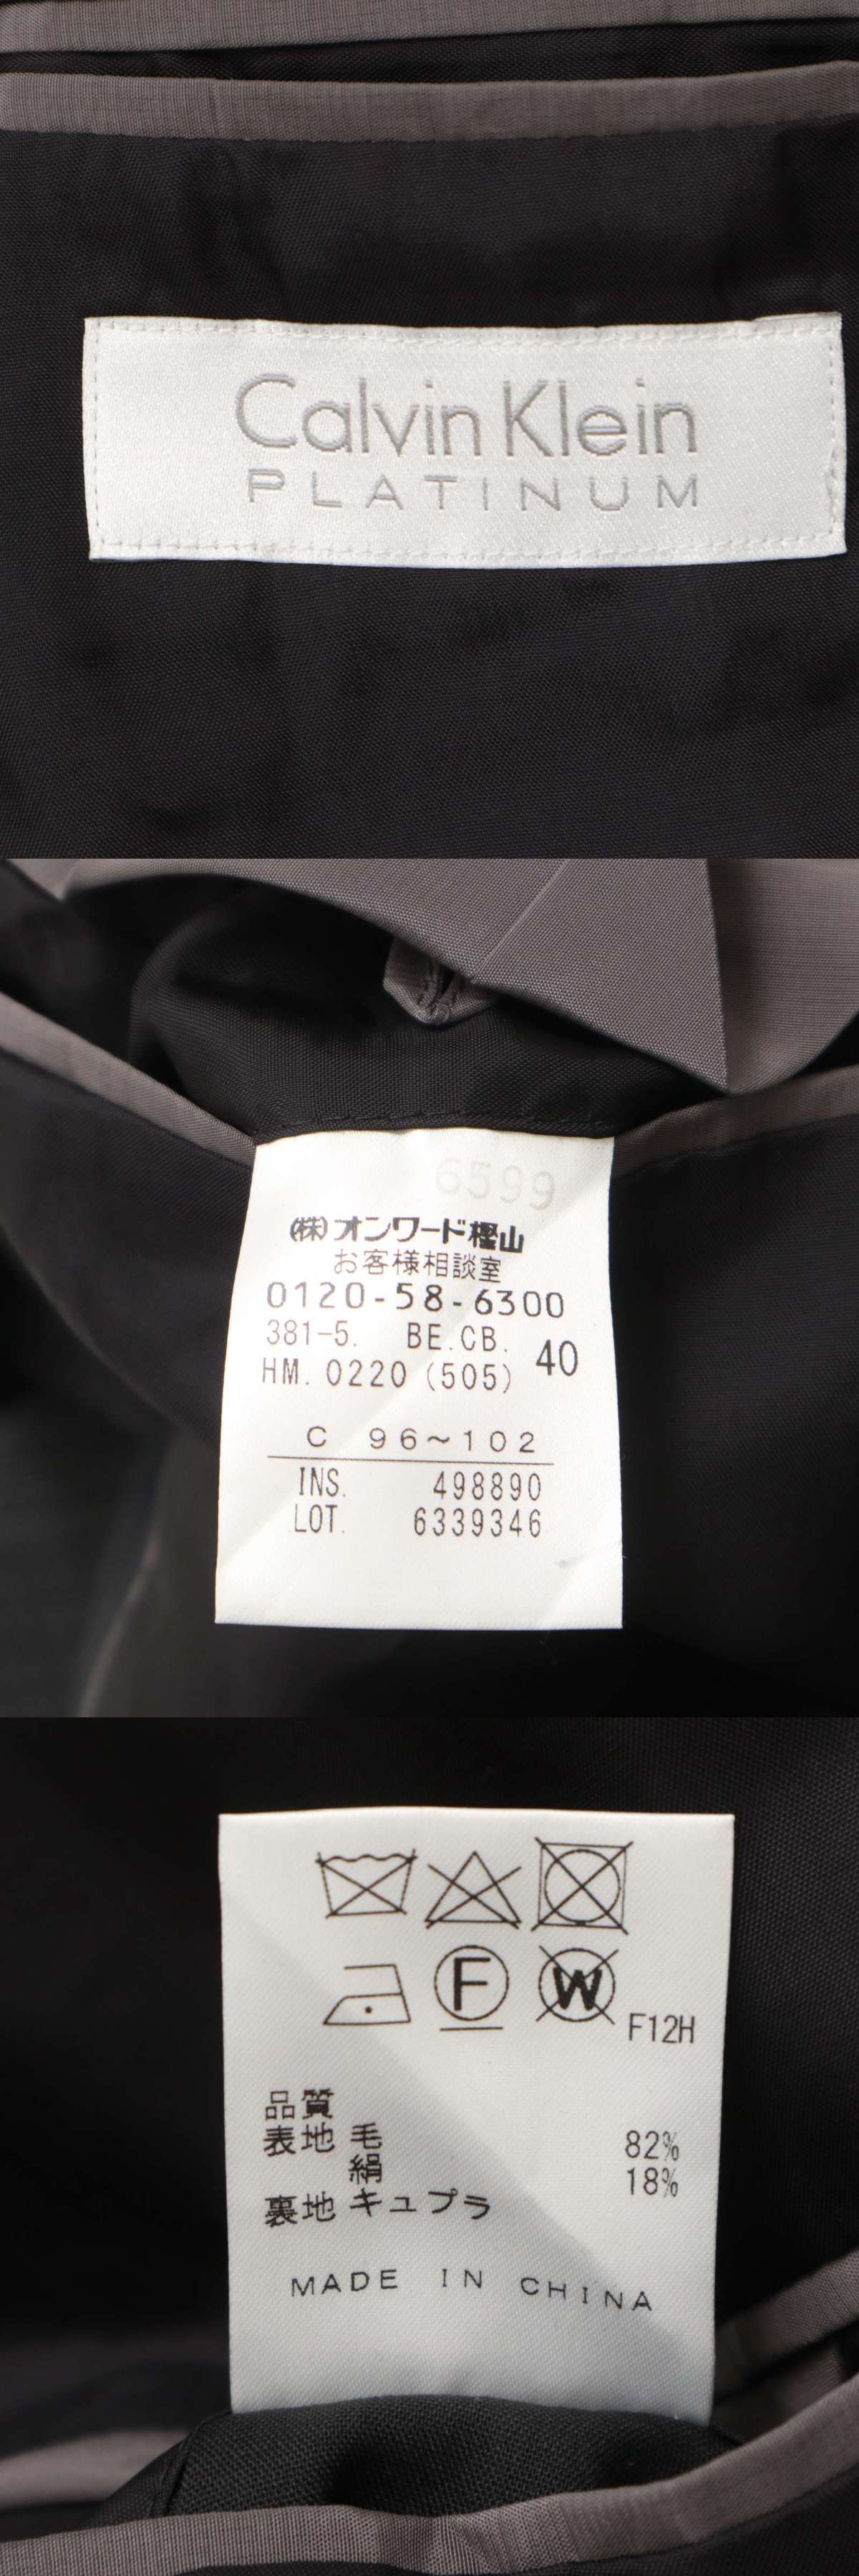 Calvin Klein
PLATINUM
6599
(株)オンワード樫山
お客様相談室
0120-58-6300
381-5. BE.CB. 40
HM. 0220 (505)
C 96~102
INS. 498890
LOT. 6339346
F
W
F12H
品質
表地 毛 82%
絹 18%
裏地 キュプラ
MADE IN CHINA